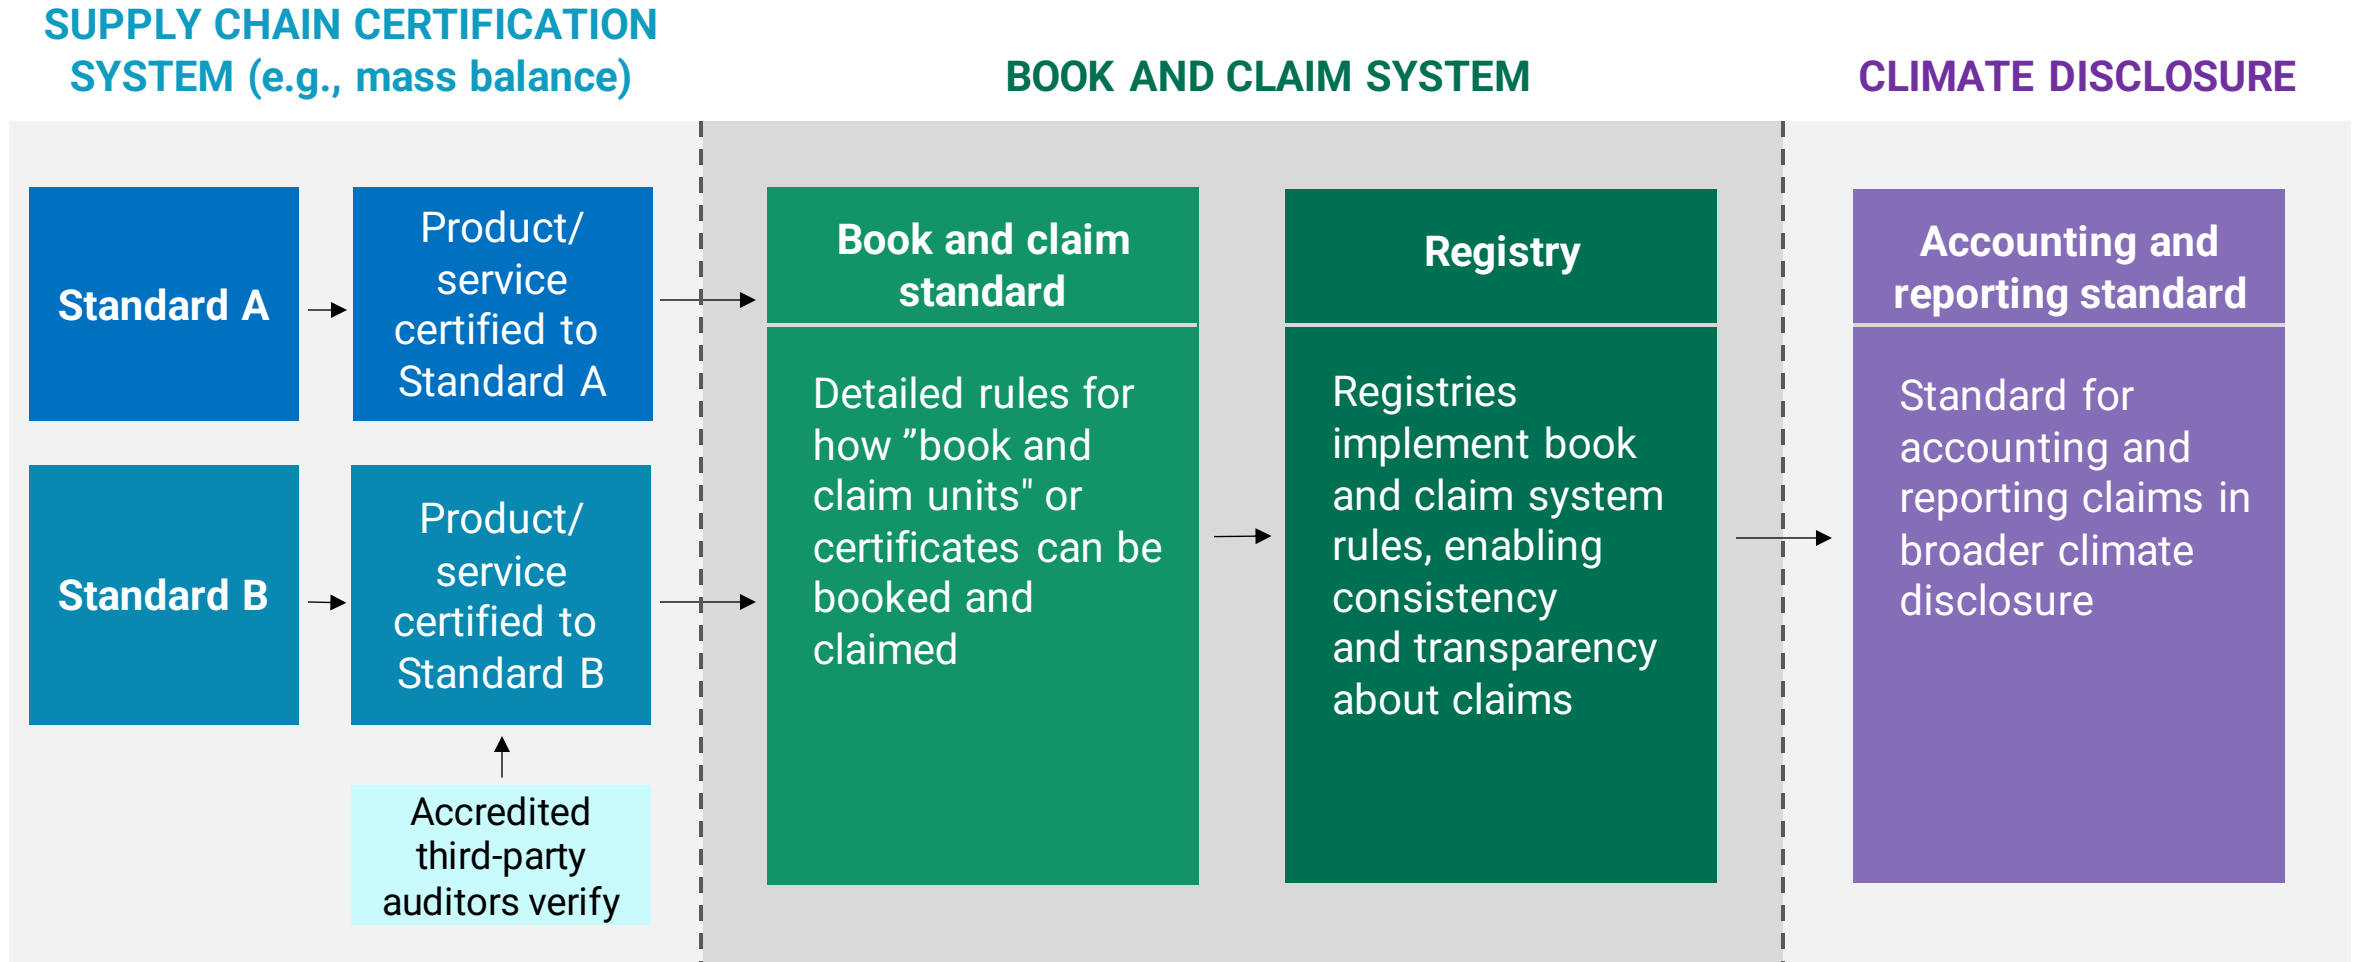 SUPPLY CHAIN CERTIFICATION
SYSTEM (e.g., mass balance)
BOOK AND CLAIM SYSTEM
CLIMATE DISCLOSURE
Standard A
Product/
service
certified to
Standard A
Standard B
Product/
service
certified to
Standard B
Accredited
third-party
auditors verify
Book and claim
standard
Detailed rules for
how ”book and
claim units" or
certificates can be
booked and
claimed
Registry
Registries
implement book
and claim system
rules, enabling
consistency
and transparency
about claims
Accounting and
reporting standard
Standard for
accounting and
reporting claims in
broader climate
disclosure